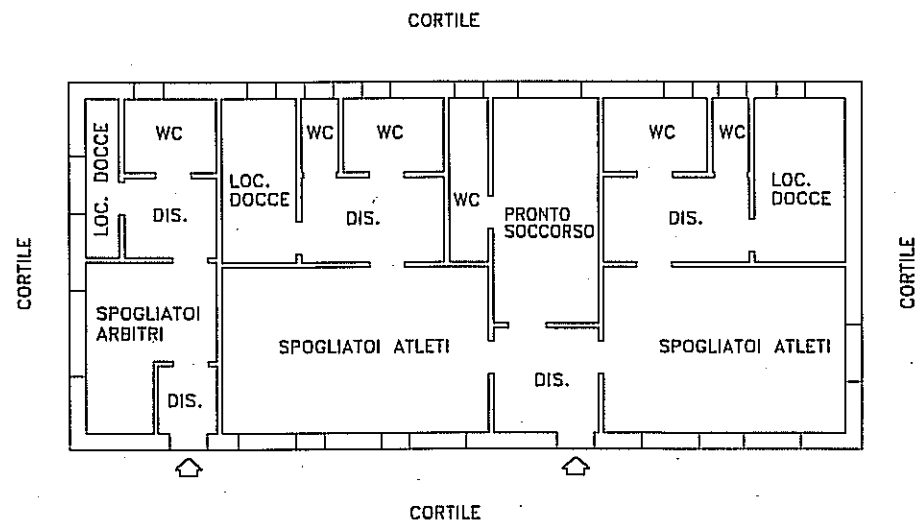 CORTILE
LOC. DOCCE
WC
DIS.
LOC.
DOCCE
WC
WC
DIS.
WC
PRONTO
SOCCORSO
WC
WC
DIS.
LOC.
DOCCE
CORTILE
CORTILE
SPOGLIATOI
ARBITRI
DIS.
SPOGLIATOI ATLETI
DIS.
SPOGLIATOI ATLETI
CORTILE